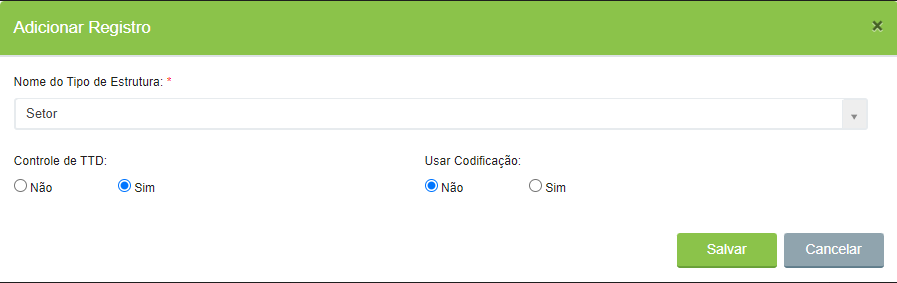 Adicionar Registro ×
Nome do Tipo de Estrutura: *
Setor
Controle de TTD: Usar Codificação:
Não Sim Não Sim
Salvar Cancelar